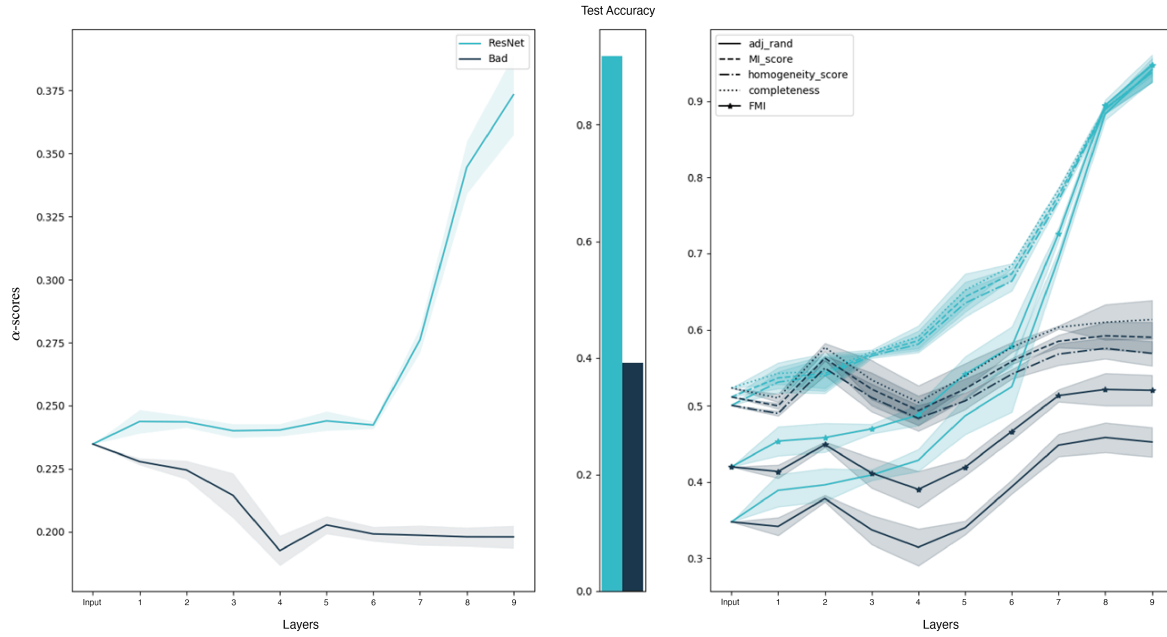 Test Accuracy
ResNet
Bad
0.375
0.350
0.325
0.300
0.275
0.250
0.225
0.200
α-scores
Input 1 2 3 4 5 6 7 8 9
Layers
0.8
0.6
0.4
0.2
0.0
adj_rand
MI_score
homogeneity_score
completeness
FMI
0.9
0.8
0.7
0.6
0.5
0.4
0.3
Input 1 2 3 4 5 6 7 8 9
Layers